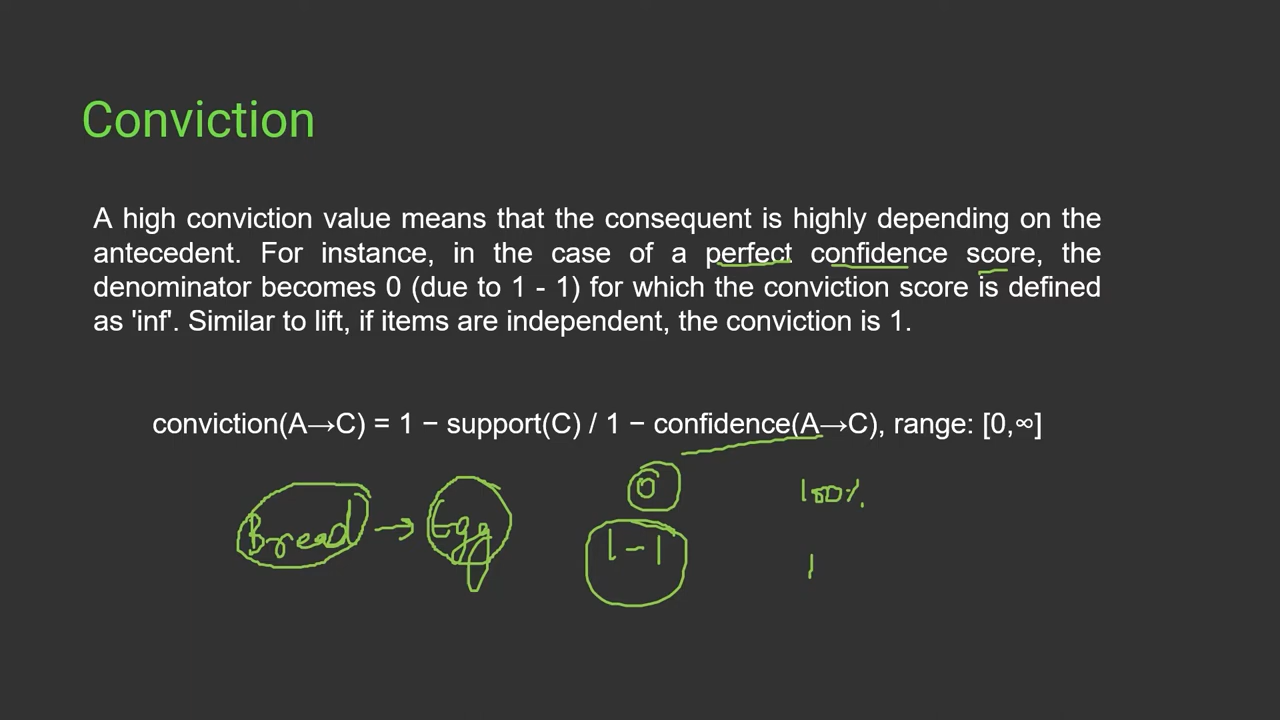 Conviction
A high conviction value means that the consequent is highly depending on the
antecedent. For instance, in the case of a perfect confidence score, the
denominator becomes 0 (due to 1 - 1) for which the conviction score is defined
as 'inf'. Similar to lift, if items are independent, the conviction is 1.
conviction(A→C) = 1 − support(C) / 1 − confidence(A→C), range: [0,∞]
0 100%
Bread → Egg 1-1
1